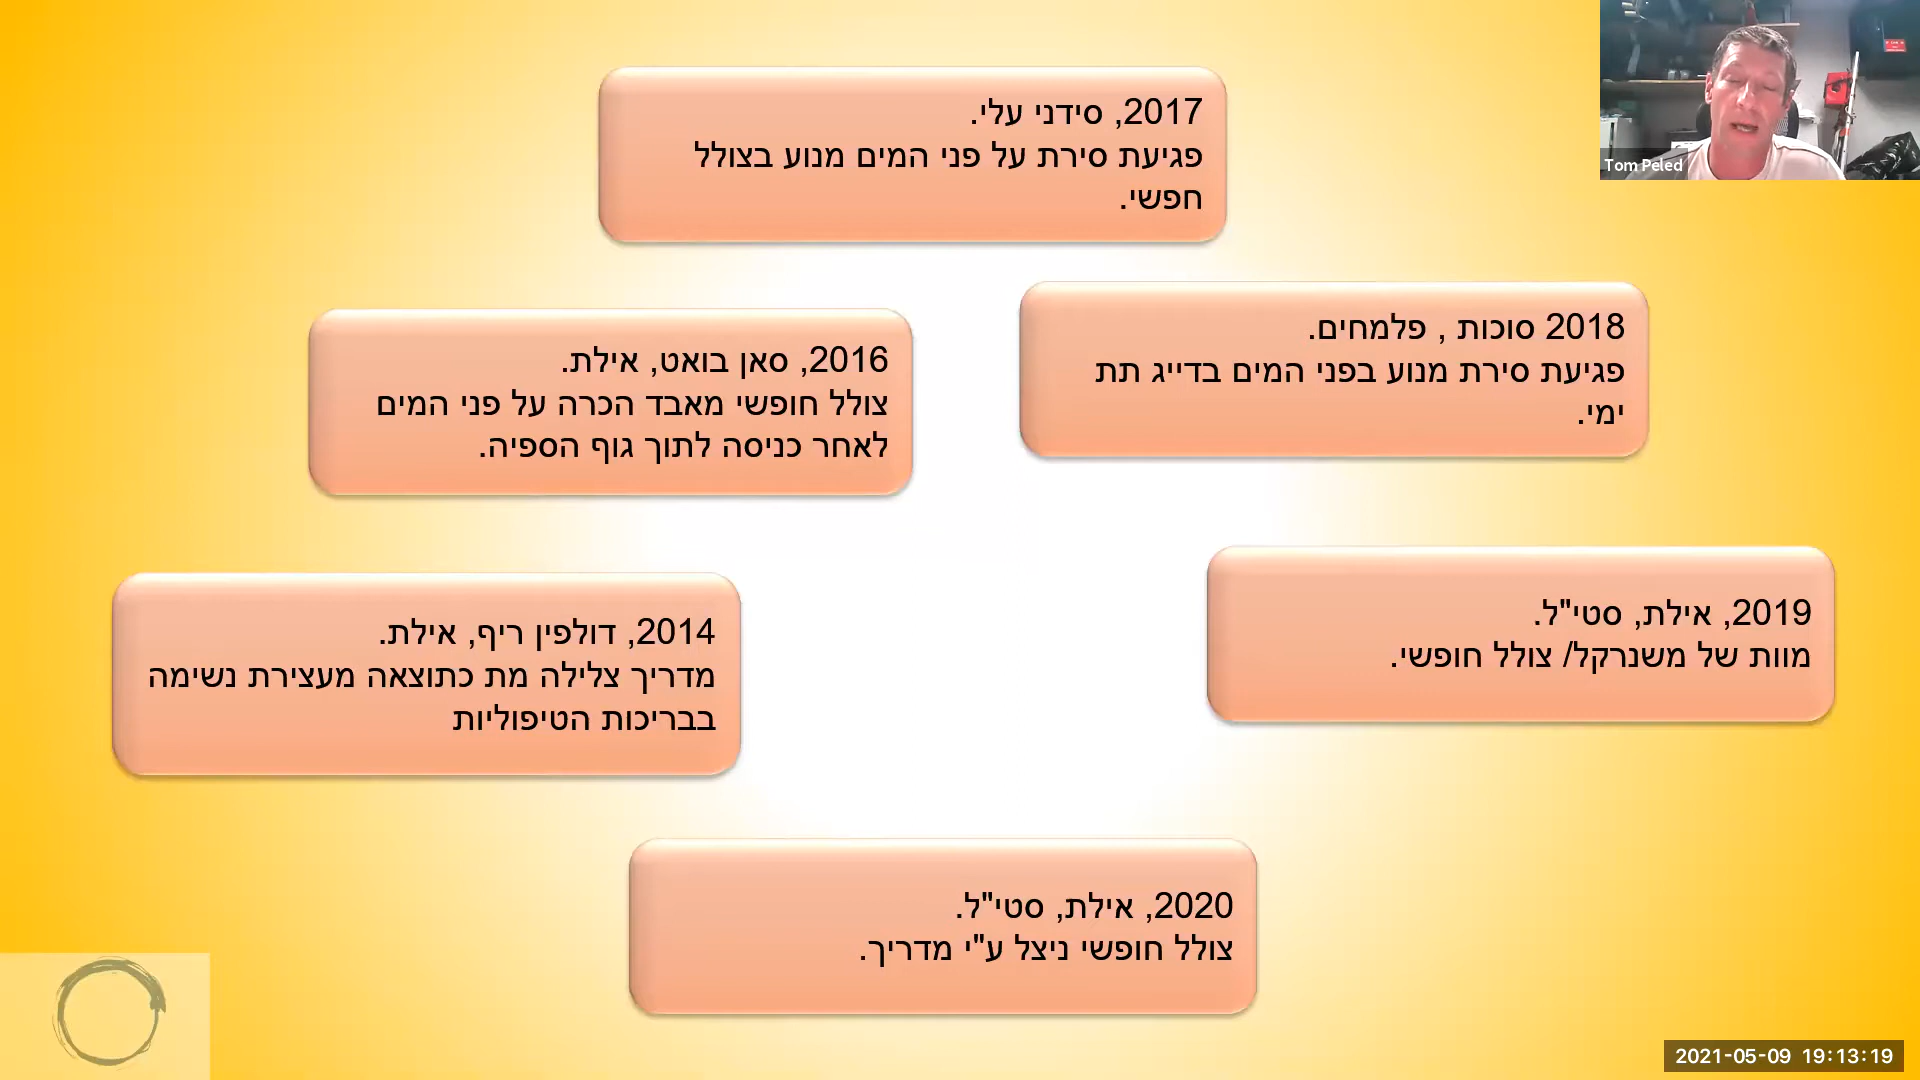 2017, סידני עלי.
פגיעת סירת על פני המים מנוע בצולל
חפשי.
Tom Peled
2018 סוכות , פלמחים.
פגיעת סירת מנוע בפני המים בדייג תת
ימי.
2016, סאן בואט, אילת.
צולל חופשי מאבד הכרה על פני המים
לאחר כניסה לתוך גוף הספיה.
2019, אילת, סטי"ל.
מוות של משנרקל/ צולל חופשי.
2014, דולפין ריף, אילת.
מדריך צלילה מת כתוצאה מעצירת נשימה
בבריכות הטיפוליות
2020, אילת, סטי"ל.
צולל חופשי ניצל ע"י מדריך.
2021-05-09 19:13:19